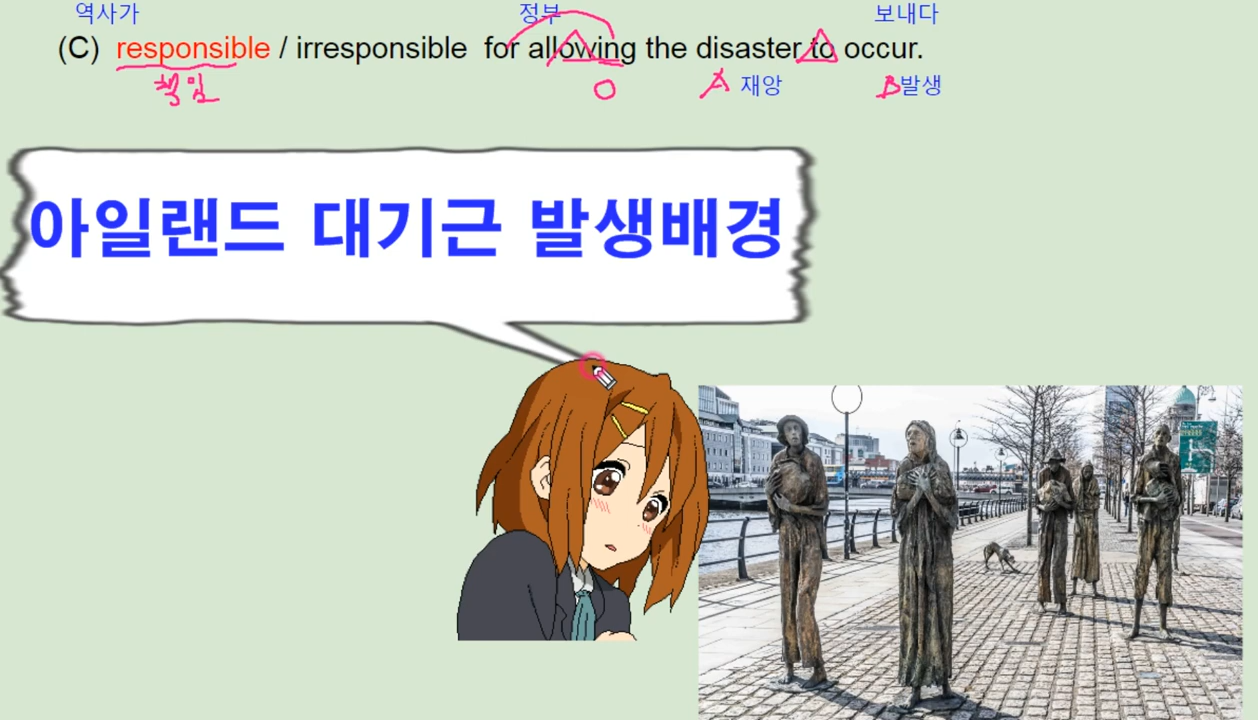 역사가 정부 보내다
(C) responsible / irresponsible for allowing the disaster to occur.
책임 O A 재앙 B 발생
아일랜드 대기근 발생배경